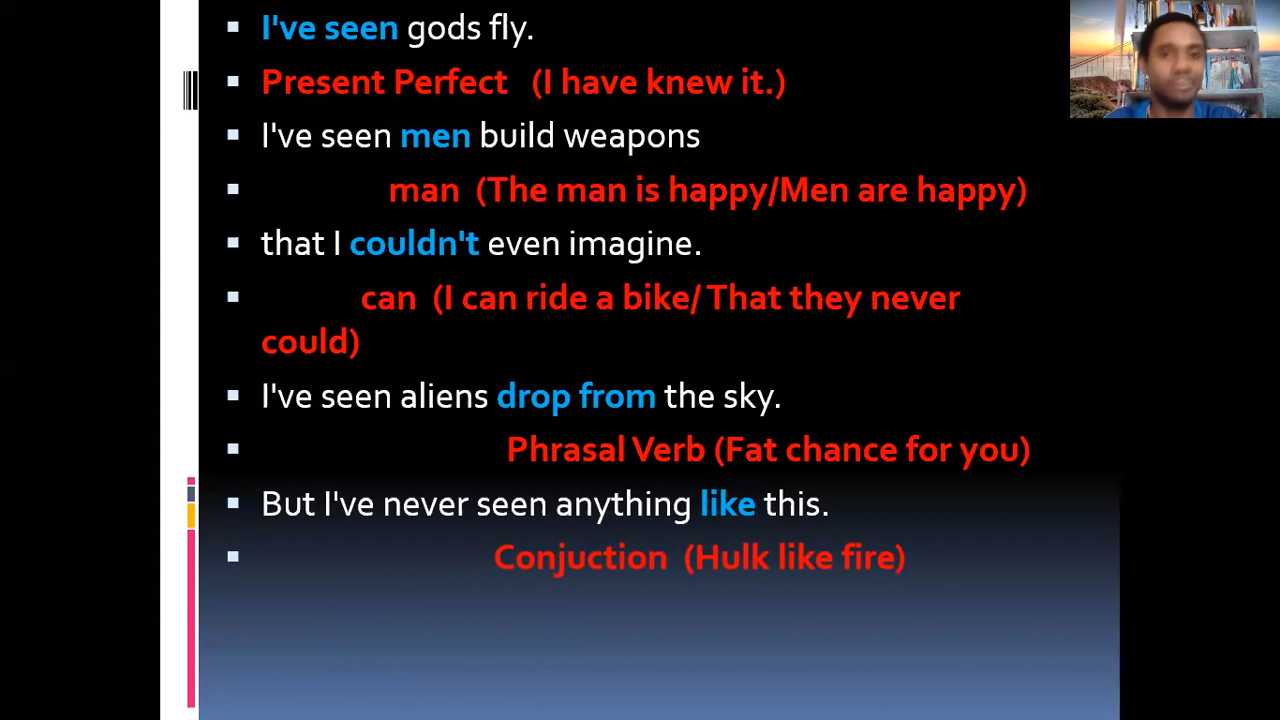 I've seen gods fly.
Present Perfect (I have knew it.)
I've seen men build weapons
man (The man is happy/Men are happy)
that I couldn't even imagine.
can (I can ride a bike/ That they never
could)
I've seen aliens drop from the sky.
Phrasal Verb (Fat chance for you)
But I've never seen anything like this.
Conjuction (Hulk like fire)